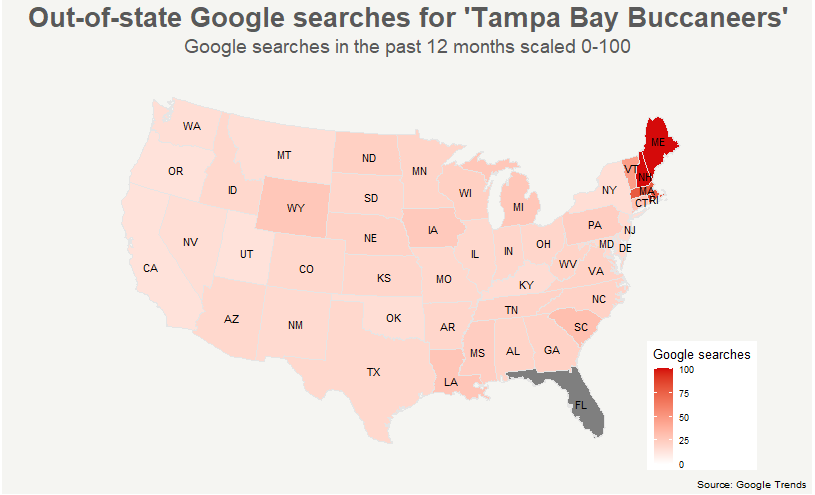 Out-of-state Google searches for 'Tampa Bay Buccaneers'
Google searches in the past 12 months scaled 0-100
WA
MT
ND
MN
ME
OR
ID
WY
SD
WI
MI
NY
VT
NH
MA
CT
RI
NV
UT
NE
IA
PA
NJ
CA
CO
KS
MO
IL
IN
OH
WV
MD
DE
VA
KY
AZ
NM
OK
AR
TN
NC
SC
TX
LA
MS
AL
GA
FL
Google searches
100
75
50
25
0
Source: Google Trends